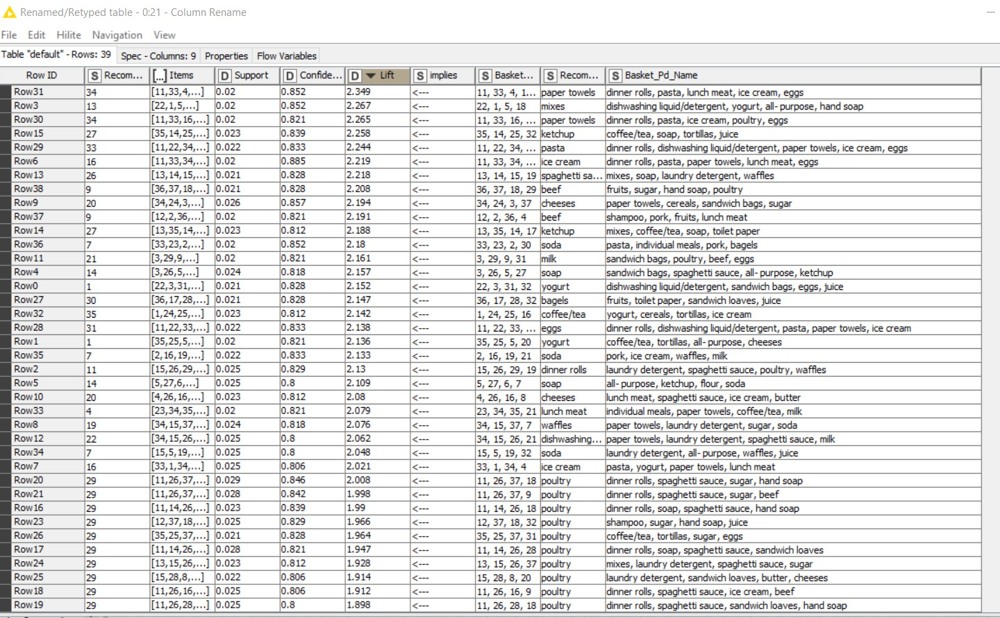 Renamed/Retyped table - 0:21 - Column Rename
File Edit Hilite Navigation View
Table "default" - Rows: 39 Spec - Columns: 9 Properties Flow Variables
Row ID S Recom... [...] Items D Support D Confide... D Lift S implies S Basket... S Recom... S Basket_Pd_Name
Row31 34 [11,33,4,...] 0.02 0.852 2.349 <--- 11, 33, 4, 1... paper towels dinner rolls, pasta, lunch meat, ice cream, eggs
Row3 13 [22,1,5,...] 0.02 0.852 2.267 <--- 22, 1, 5, 18 mixes dishwashing liquid/detergent, yogurt, all- purpose, hand soap
Row30 34 [11,33,16,...] 0.02 0.821 2.265 <--- 11, 33, 16, ... paper towels dinner rolls, pasta, ice cream, poultry, eggs
Row15 27 [35,14,25,...] 0.023 0.839 2.258 <--- 35, 14, 25, 32 ketchup coffee/tea, soap, tortillas, juice
Row29 33 [11,22,34,...] 0.022 0.833 2.244 <--- 11, 22, 34, ... pasta dinner rolls, dishwashing liquid/detergent, paper towels, ice cream, eggs
Row6 16 [11,33,34,...] 0.02 0.885 2.219 <--- 11, 33, 34, ... ice cream dinner rolls, pasta, paper towels, lunch meat, eggs
Row13 26 [13,14,15,...] 0.021 0.828 2.218 <--- 13, 14, 15, 19 spaghetti sa... mixes, soap, laundry detergent, waffles
Row38 9 [36,37,18,...] 0.021 0.828 2.208 <--- 36, 37, 18, 29 beef fruits, sugar, hand soap, poultry
Row9 20 [34,24,3,...] 0.026 0.857 2.194 <--- 34, 24, 3, 37 cheeses paper towels, cereals, sandwich bags, sugar
Row37 9 [12,2,36,...] 0.02 0.821 2.191 <--- 12, 2, 36, 4 beef shampoo, pork, fruits, lunch meat
Row14 27 [13,35,14,...] 0.023 0.812 2.188 <--- 13, 35, 14, 17 ketchup mixes, coffee/tea, soap, toilet paper
Row36 7 [33,23,2,...] 0.02 0.852 2.18 <--- 33, 23, 2, 30 soda pasta, individual meals, pork, bagels
Row11 21 [3,29,9,...] 0.02 0.821 2.161 <--- 3, 29, 9, 31 milk sandwich bags, poultry, beef, eggs
Row4 14 [3,26,5,...] 0.024 0.818 2.157 <--- 3, 26, 5, 27 soap sandwich bags, spaghetti sauce, all- purpose, ketchup
Row0 1 [22,3,31,...] 0.021 0.828 2.152 <--- 22, 3, 31, 32 yogurt dishwashing liquid/detergent, sandwich bags, eggs, juice
Row27 30 [36,17,28,...] 0.021 0.828 2.147 <--- 36, 17, 28, 32 bagels fruits, toilet paper, sandwich loaves, juice
Row32 35 [1,24,25,...] 0.023 0.812 2.142 <--- 1, 24, 25, 16 coffee/tea yogurt, cereals, tortillas, ice cream
Row28 31 [11,22,33,...] 0.022 0.833 2.138 <--- 11, 22, 33, ... eggs dinner rolls, dishwashing liquid/detergent, pasta, paper towels, ice cream
Row1 1 [35,25,5,...] 0.02 0.821 2.136 <--- 35, 25, 5, 20 yogurt coffee/tea, tortillas, all- purpose, cheeses
Row35 7 [2,16,19,...] 0.022 0.833 2.133 <--- 2, 16, 19, 21 soda pork, ice cream, waffles, milk
Row2 11 [15,26,29,...] 0.025 0.829 2.13 <--- 15, 26, 29, 19 dinner rolls laundry detergent, spaghetti sauce, poultry, waffles
Row5 14 [5,27,6,...] 0.025 0.8 2.109 <--- 5, 27, 6, 7 soap all- purpose, ketchup, flour, soda
Row10 20 [4,26,16,...] 0.023 0.812 2.08 <--- 4, 26, 16, 8 cheeses lunch meat, spaghetti sauce, ice cream, butter
Row33 4 [23,34,35,...] 0.02 0.821 2.079 <--- 23, 34, 35, 21 lunch meat individual meals, paper towels, coffee/tea, milk
Row8 19 [34,15,37,...] 0.024 0.818 2.076 <--- 34, 15, 37, 7 waffles paper towels, laundry detergent, sugar, soda
Row12 22 [34,15,26,...] 0.025 0.8 2.062 <--- 34, 15, 26, 21 dishwashing... paper towels, laundry detergent, spaghetti sauce, milk
Row34 7 [15,5,19,...] 0.025 0.8 2.048 <--- 15, 5, 19, 32 soda laundry detergent, all- purpose, waffles, juice
Row7 16 [33,1,34,...] 0.025 0.806 2.021 <--- 33, 1, 34, 4 ice cream pasta, yogurt, paper towels, lunch meat
Row20 29 [11,26,37,...] 0.029 0.846 2.008 <--- 11, 26, 37, 18 poultry dinner rolls, spaghetti sauce, sugar, hand soap
Row21 29 [11,26,37,...] 0.028 0.842 1.998 <--- 11, 26, 37, 9 poultry dinner rolls, spaghetti sauce, sugar, beef
Row16 29 [11,14,26,...] 0.023 0.839 1.99 <--- 11, 14, 26, 18 poultry dinner rolls, soap, spaghetti sauce, hand soap
Row23 29 [12,37,18,...] 0.025 0.829 1.966 <--- 12, 37, 18, 32 poultry shampoo, sugar, hand soap, juice
Row26 29 [35,25,37,...] 0.021 0.828 1.964 <--- 35, 25, 37, 31 poultry coffee/tea, tortillas, sugar, eggs
Row17 29 [11,14,26,...] 0.028 0.821 1.947 <--- 11, 14, 26, 28 poultry dinner rolls, soap, spaghetti sauce, sandwich loaves
Row24 29 [13,15,26,...] 0.023 0.812 1.928 <--- 13, 15, 26, 37 poultry mixes, laundry detergent, spaghetti sauce, sugar
Row25 29 [15,28,8,...] 0.022 0.806 1.914 <--- 15, 28, 8, 20 poultry laundry detergent, sandwich loaves, butter, cheeses
Row18 29 [11,26,16,...] 0.025 0.806 1.912 <--- 11, 26, 16, 9 poultry dinner rolls, spaghetti sauce, ice cream, beef
Row19 29 [11,26,28,...] 0.025 0.8 1.898 <--- 11, 26, 28, 18 poultry dinner rolls, spaghetti sauce, sandwich loaves, hand soap